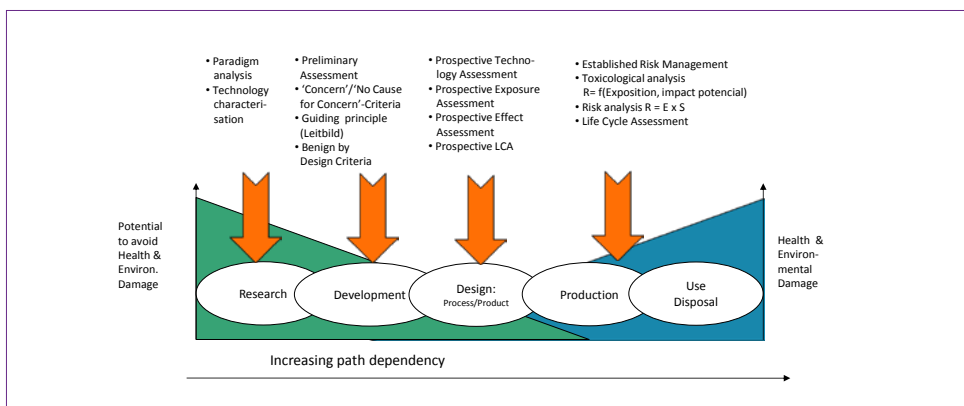 • Paradigm
analysis
• Technology
characteri-
sation
• Preliminary
Assessment
• ‘Concern’/‘No Cause
for Concern’-Criteria
• Guiding principle
(Leitbild)
• Benign by
Design Criteria
• Prospective Techno-
logy Assessment
• Prospective Exposure
Assessment
• Prospective Effect
Assessment
• Prospective LCA
• Established Risk Management
• Toxicological analysis
R= f(Exposition, impact potencial)
• Risk analysis R = E x S
• Life Cycle Assessment
Potential
to avoid
Health &
Environ.
Damage
Research
Development
Design:
Process/Product
Production
Use
Disposal
Health &
Environ-
mental
Damage
Increasing path dependency